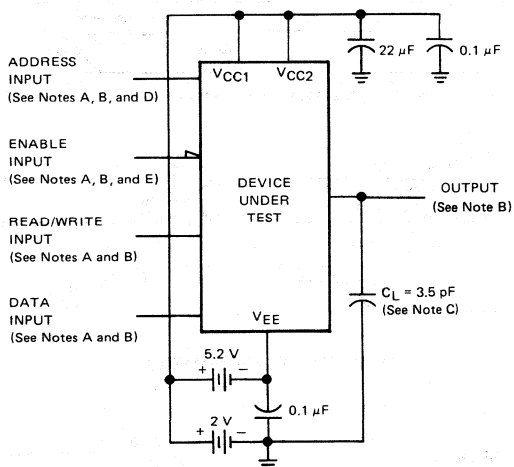 ADDRESS
INPUT
(See Notes A, B, and D)
VCC1
VCC2
22 μF
0.1 μF
ENABLE
INPUT
(See Notes A, B, and E)
DEVICE
UNDER
TEST
OUTPUT
(See Note B)
READ/WRITE
INPUT
(See Notes A and B)
DATA
INPUT
(See Notes A and B)
CL = 3.5 pF
(See Note C)
VEE
5.2 V
+ −
0.1 μF
2 V
+ −